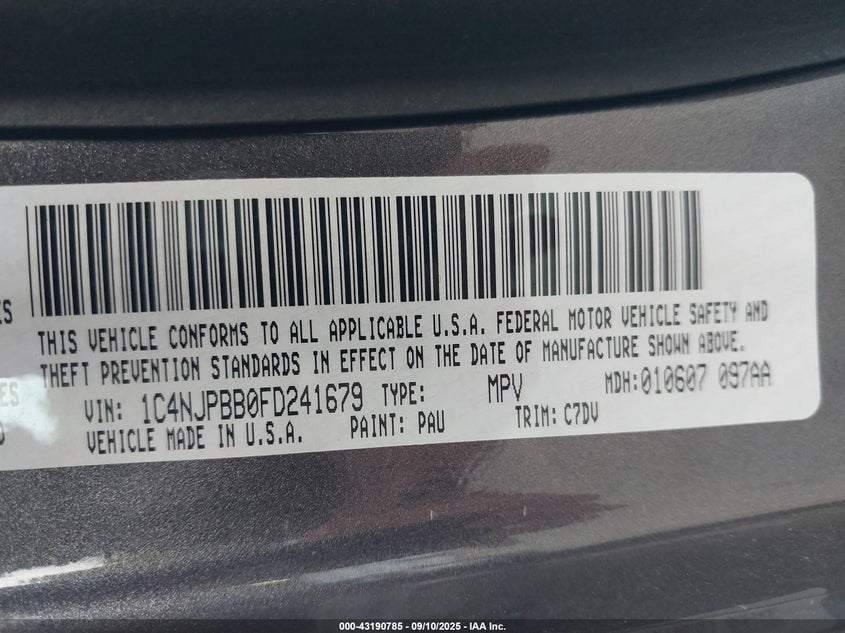 ES
THIS VEHICLE CONFORMS TO ALL APPLICABLE U.S.A. FEDERAL MOTOR VEHICLE SAFETY AND
THEFT PREVENTION STANDARDS IN EFFECT ON THE DATE OF MANUFACTURE SHOWN ABOVE.
ES
VIN: 1C4NJPBB0FD241679 TYPE: MPV MDH: 010607 097AA
VEHICLE MADE IN U.S.A. PAINT: PAU TRIM: C7DV
000-43190785 - 09/10/2025 - IAA Inc.